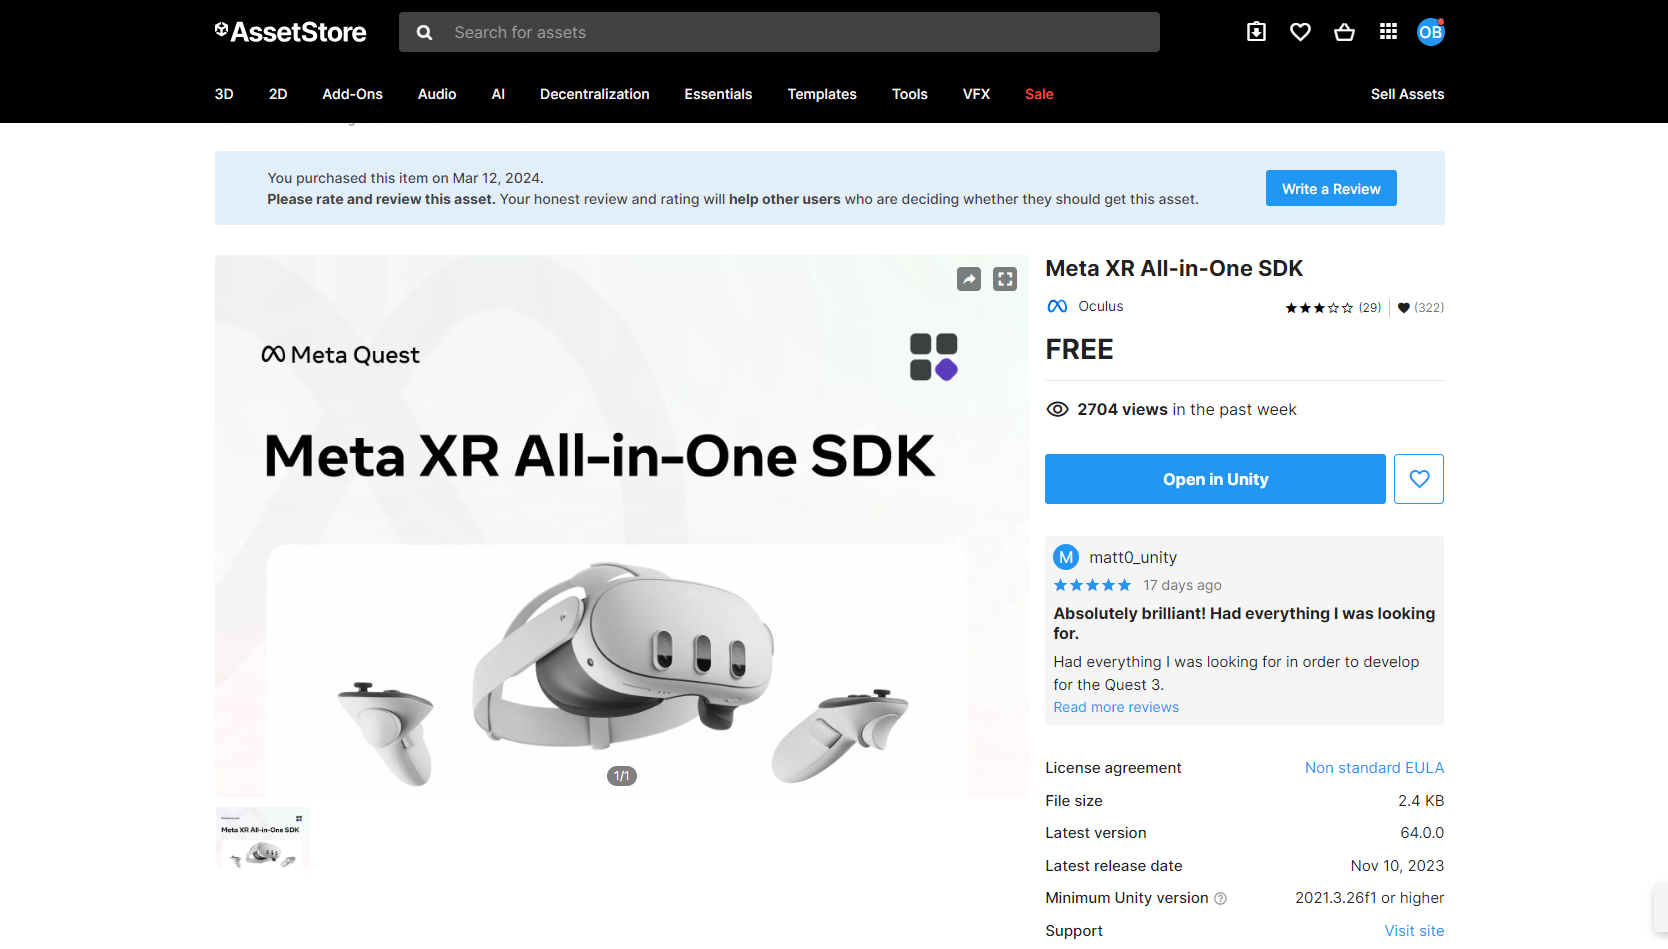 AssetStore
Search for assets
OB
3D 2D Add-Ons Audio AI Decentralization Essentials Templates Tools VFX Sale Sell Assets
You purchased this item on Mar 12, 2024.
Please rate and review this asset. Your honest review and rating will help other users who are deciding whether they should get this asset.
Write a Review
Meta Quest
Meta XR All-in-One SDK
1/1
Meta XR All-in-One SDK
Meta XR All-in-One SDK
Oculus
(29)
(322)
FREE
2704 views in the past week
Open in Unity
M matt0_unity
17 days ago
Absolutely brilliant! Had everything I was looking
for.
Had everything I was looking for in order to develop
for the Quest 3.
Read more reviews
License agreement Non standard EULA
File size 2.4 KB
Latest version 64.0.0
Latest release date Nov 10, 2023
Minimum Unity version 2021.3.26f1 or higher
Support Visit site